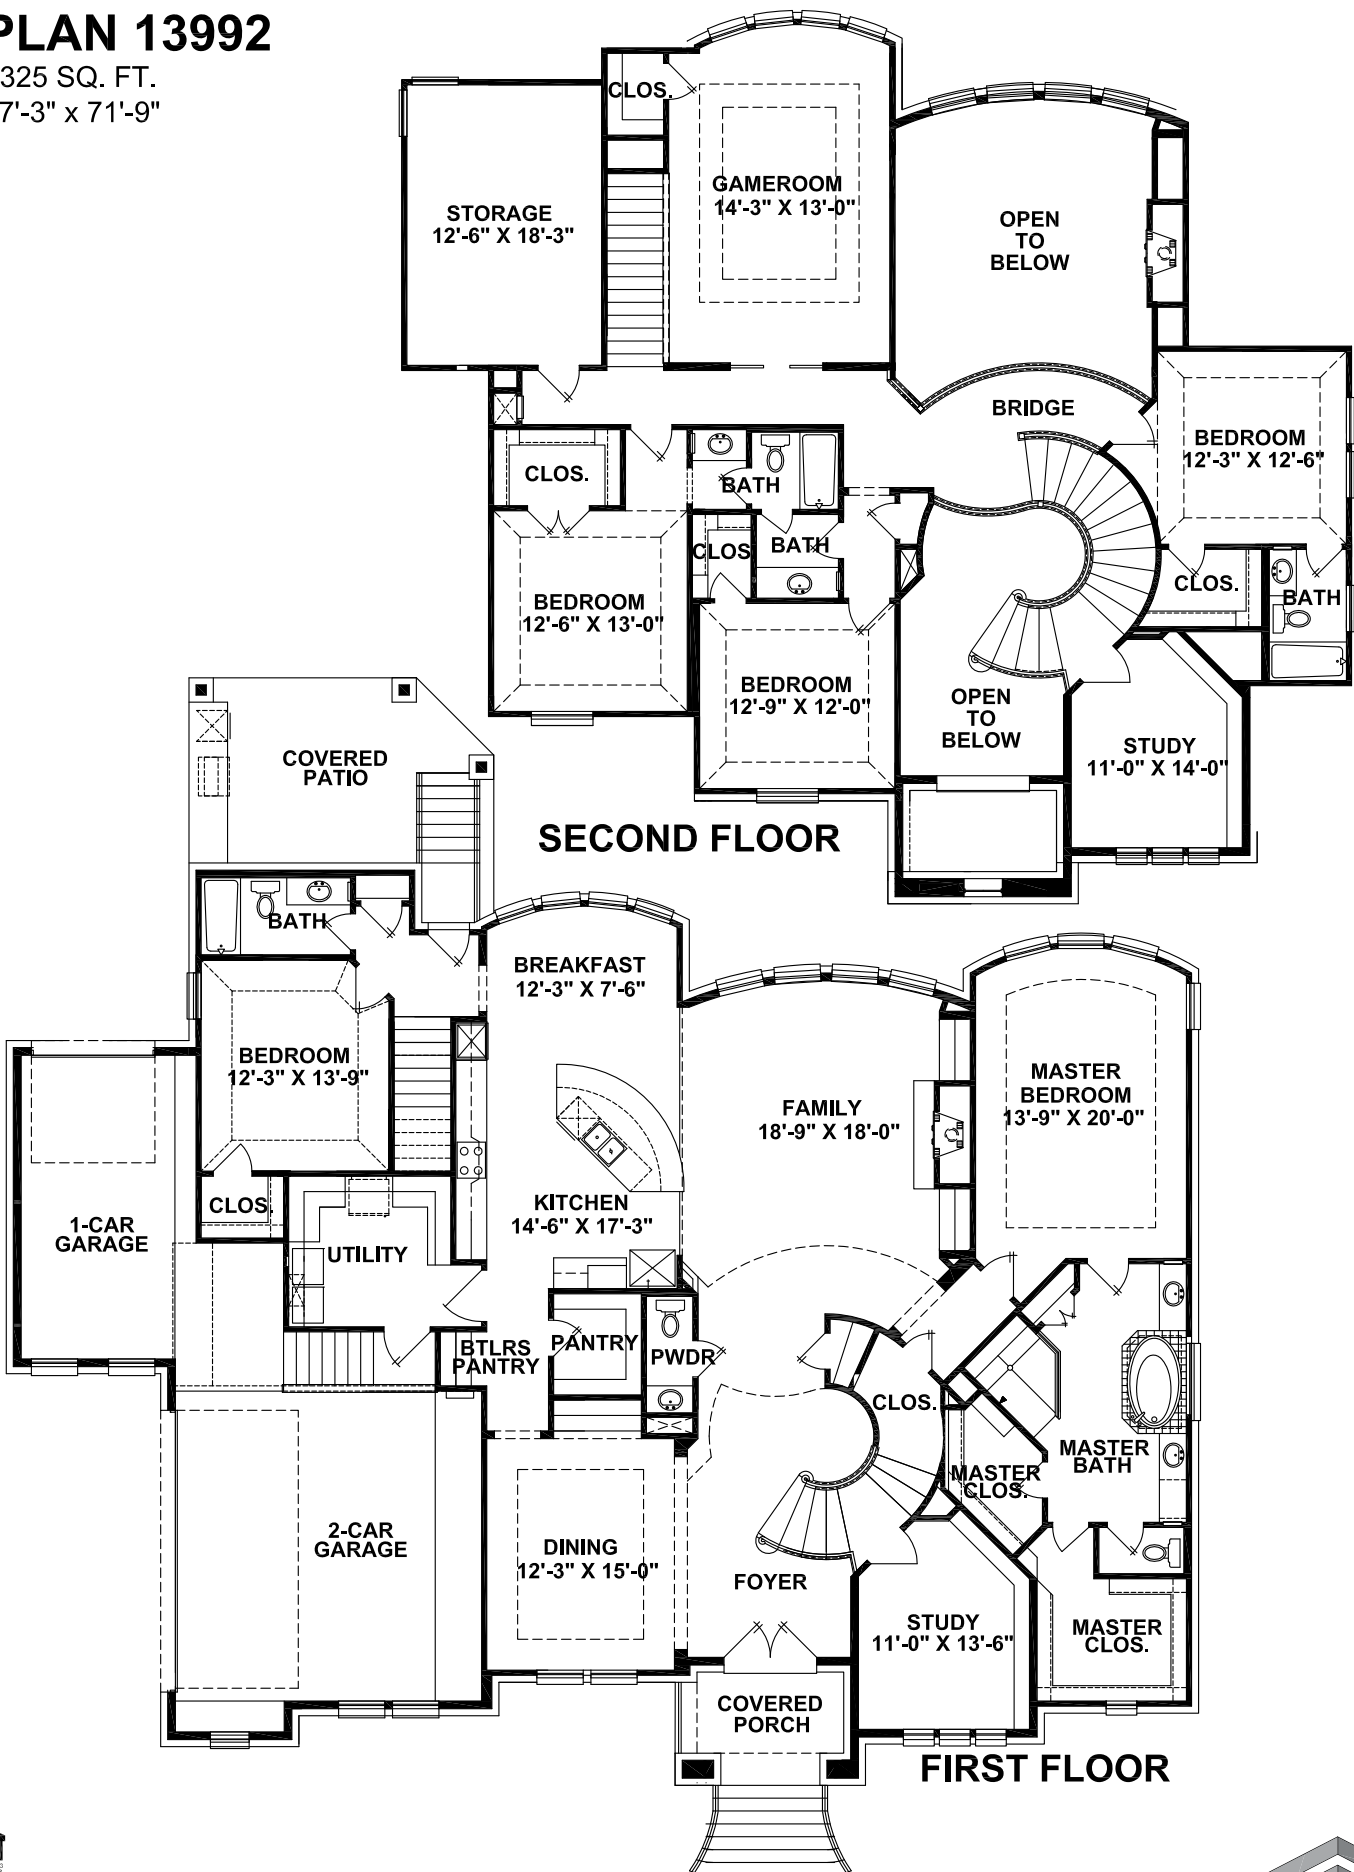 PLAN 13992
325 SQ. FT.
7'-3" x 71'-9"
CLOS.
STORAGE
12'-6" X 18'-3"
GAMEROOM
14'-3" X 13'-0"
OPEN
TO
BELOW
BRIDGE
BEDROOM
12'-3" X 12'-6"
CLOS.
BATH
CLOS
BATH
CLOS.
BATH
BEDROOM
12'-6" X 13'-0"
BEDROOM
12'-9" X 12'-0"
OPEN
TO
BELOW
STUDY
11'-0" X 14'-0"
SECOND FLOOR
COVERED
PATIO
BATH
BREAKFAST
12'-3" X 7'-6"
BEDROOM
12'-3" X 13'-9"
MASTER
BEDROOM
13'-9" X 20'-0"
FAMILY
18'-9" X 18'-0"
KITCHEN
14'-6" X 17'-3"
CLOS.
1-CAR
GARAGE
UTILITY
BTLRS
PANTRY
PANTRY
PWDR
CLOS.
MASTER
BATH
MASTER
CLOS.
2-CAR
GARAGE
DINING
12'-3" X 15'-0"
FOYER
STUDY
11'-0" X 13'-6"
MASTER
CLOS.
COVERED
PORCH
FIRST FLOOR